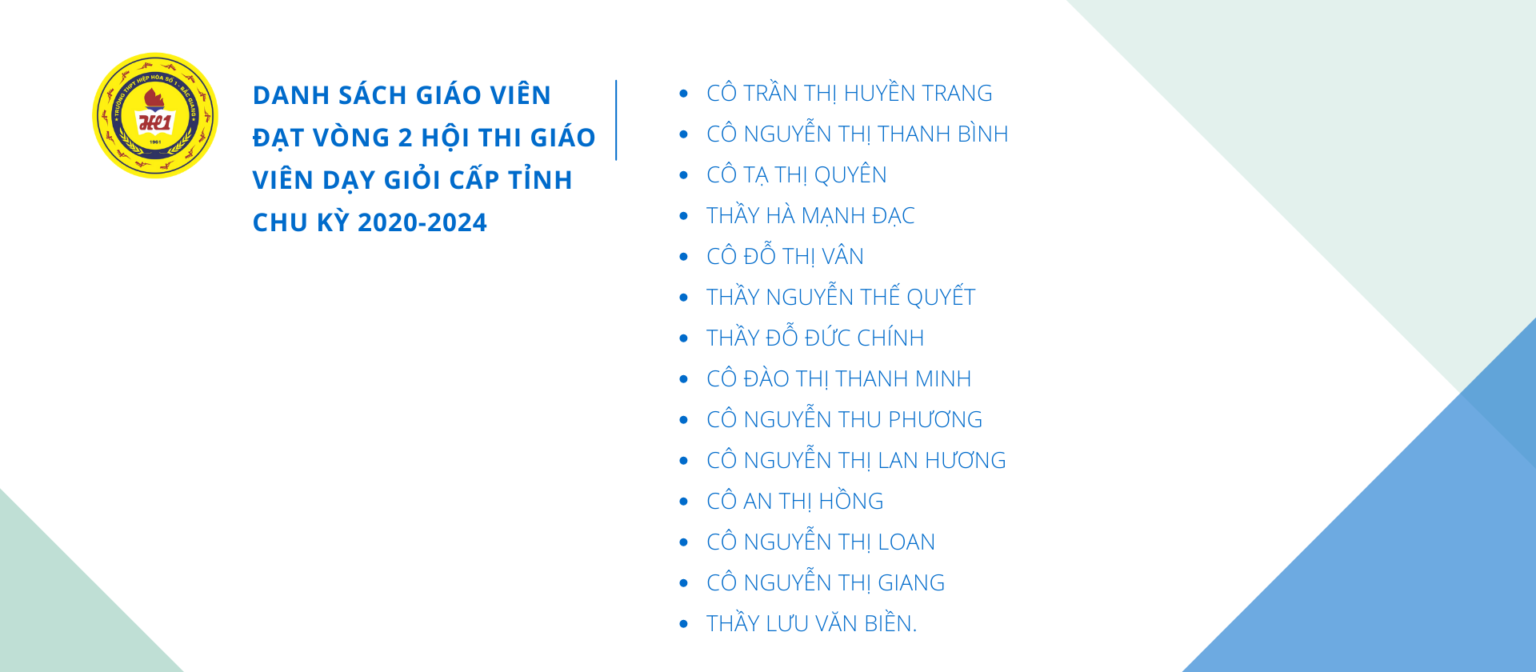 TRƯỜNG THPT HIỆP HÒA SỐ 1 - BẮC GIANG
HH1
1961
DANH SÁCH GIÁO VIÊN
ĐẠT VÒNG 2 HỘI THI GIÁO
VIÊN DẠY GIỎI CẤP TỈNH
CHU KỲ 2020-2024
CÔ TRẦN THỊ HUYỀN TRANG
CÔ NGUYỄN THỊ THANH BÌNH
CÔ TẠ THỊ QUYÊN
THẦY HÀ MẠNH ĐẠC
CÔ ĐỖ THỊ VÂN
THẦY NGUYỄN THẾ QUYẾT
THẦY ĐỖ ĐỨC CHÍNH
CÔ ĐÀO THỊ THANH MINH
CÔ NGUYỄN THU PHƯƠNG
CÔ NGUYỄN THỊ LAN HƯƠNG
CÔ AN THỊ HỒNG
CÔ NGUYỄN THỊ LOAN
CÔ NGUYỄN THỊ GIANG
THẦY LƯU VĂN BIỀN.